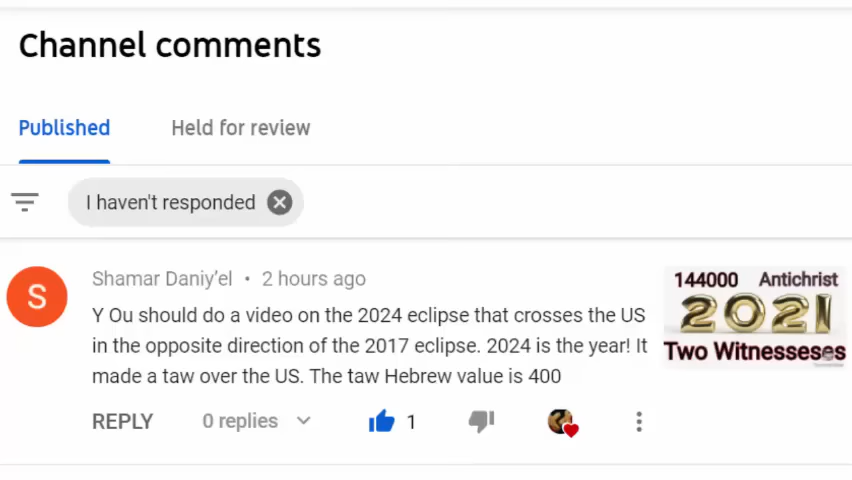 Channel comments
Published
Held for review
I haven't responded
S
Shamar Daniy'el • 2 hours ago
Y Ou should do a video on the 2024 eclipse that crosses the US
in the opposite direction of the 2017 eclipse. 2024 is the year! It
made a taw over the US. The taw Hebrew value is 400
REPLY 0 replies 1
144000 Antichrist
2021
Two Witnesseses